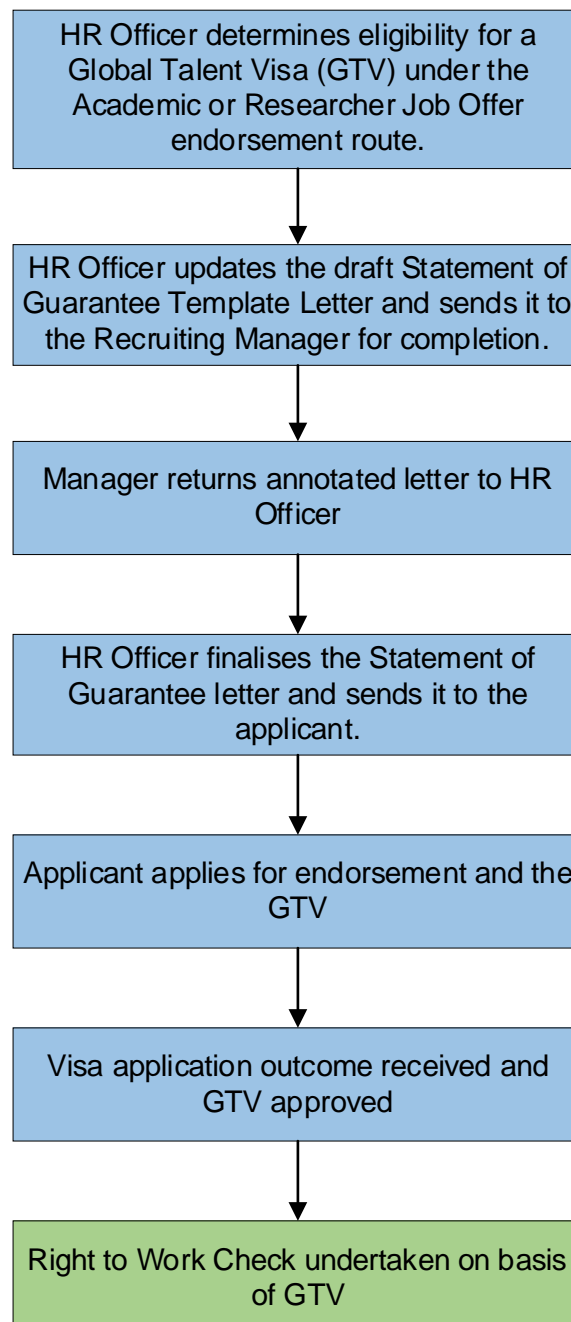 HR Officer determines eligibility for a
Global Talent Visa (GTV) under the
Academic or Researcher Job Offer
endorsement route.
HR Officer updates the draft Statement of
Guarantee Template Letter and sends it to
the Recruiting Manager for completion.
Manager returns annotated letter to HR
Officer
HR Officer finalises the Statement of
Guarantee letter and sends it to the
applicant.
Applicant applies for endorsement and the
GTV
Visa application outcome received and
GTV approved
Right to Work Check undertaken on basis
of GTV